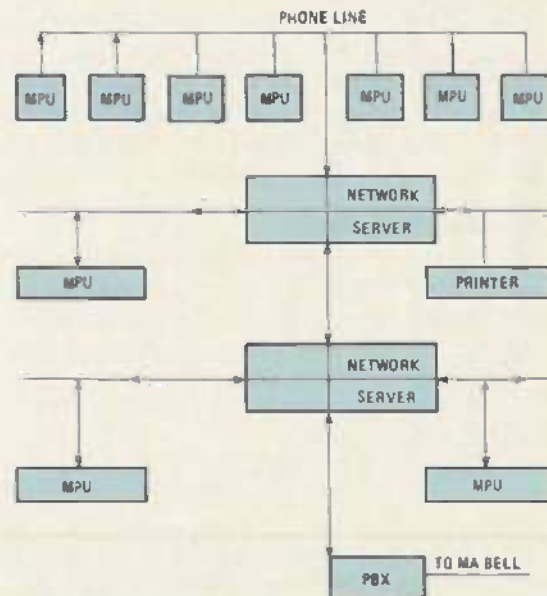 PHONE LINE
MPU MPU MPU MPU MPU MPU MPU
NETWORK
SERVER
MPU
PRINTER
NETWORK
SERVER
MPU
MPU
PBX
TO MA BELL